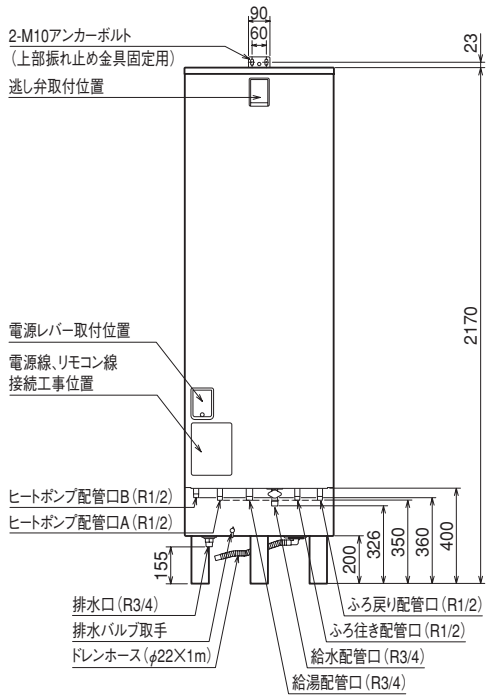 90
60
23
2-M10アンカーボルト
(上部振れ止め金具固定用)
逃し弁取付位置
2170
電源レバー取付位置
電源線、リモコン線
接続工事位置
ヒートポンプ配管口B(R1/2)
ヒートポンプ配管口A(R1/2)
155
200
326
350
360
400
排水口(R3/4)
排水バルブ取手
ドレンホース(φ22×1m)
ふろ戻り配管口(R1/2)
ふろ往き配管口(R1/2)
給水配管口(R3/4)
給湯配管口(R3/4)